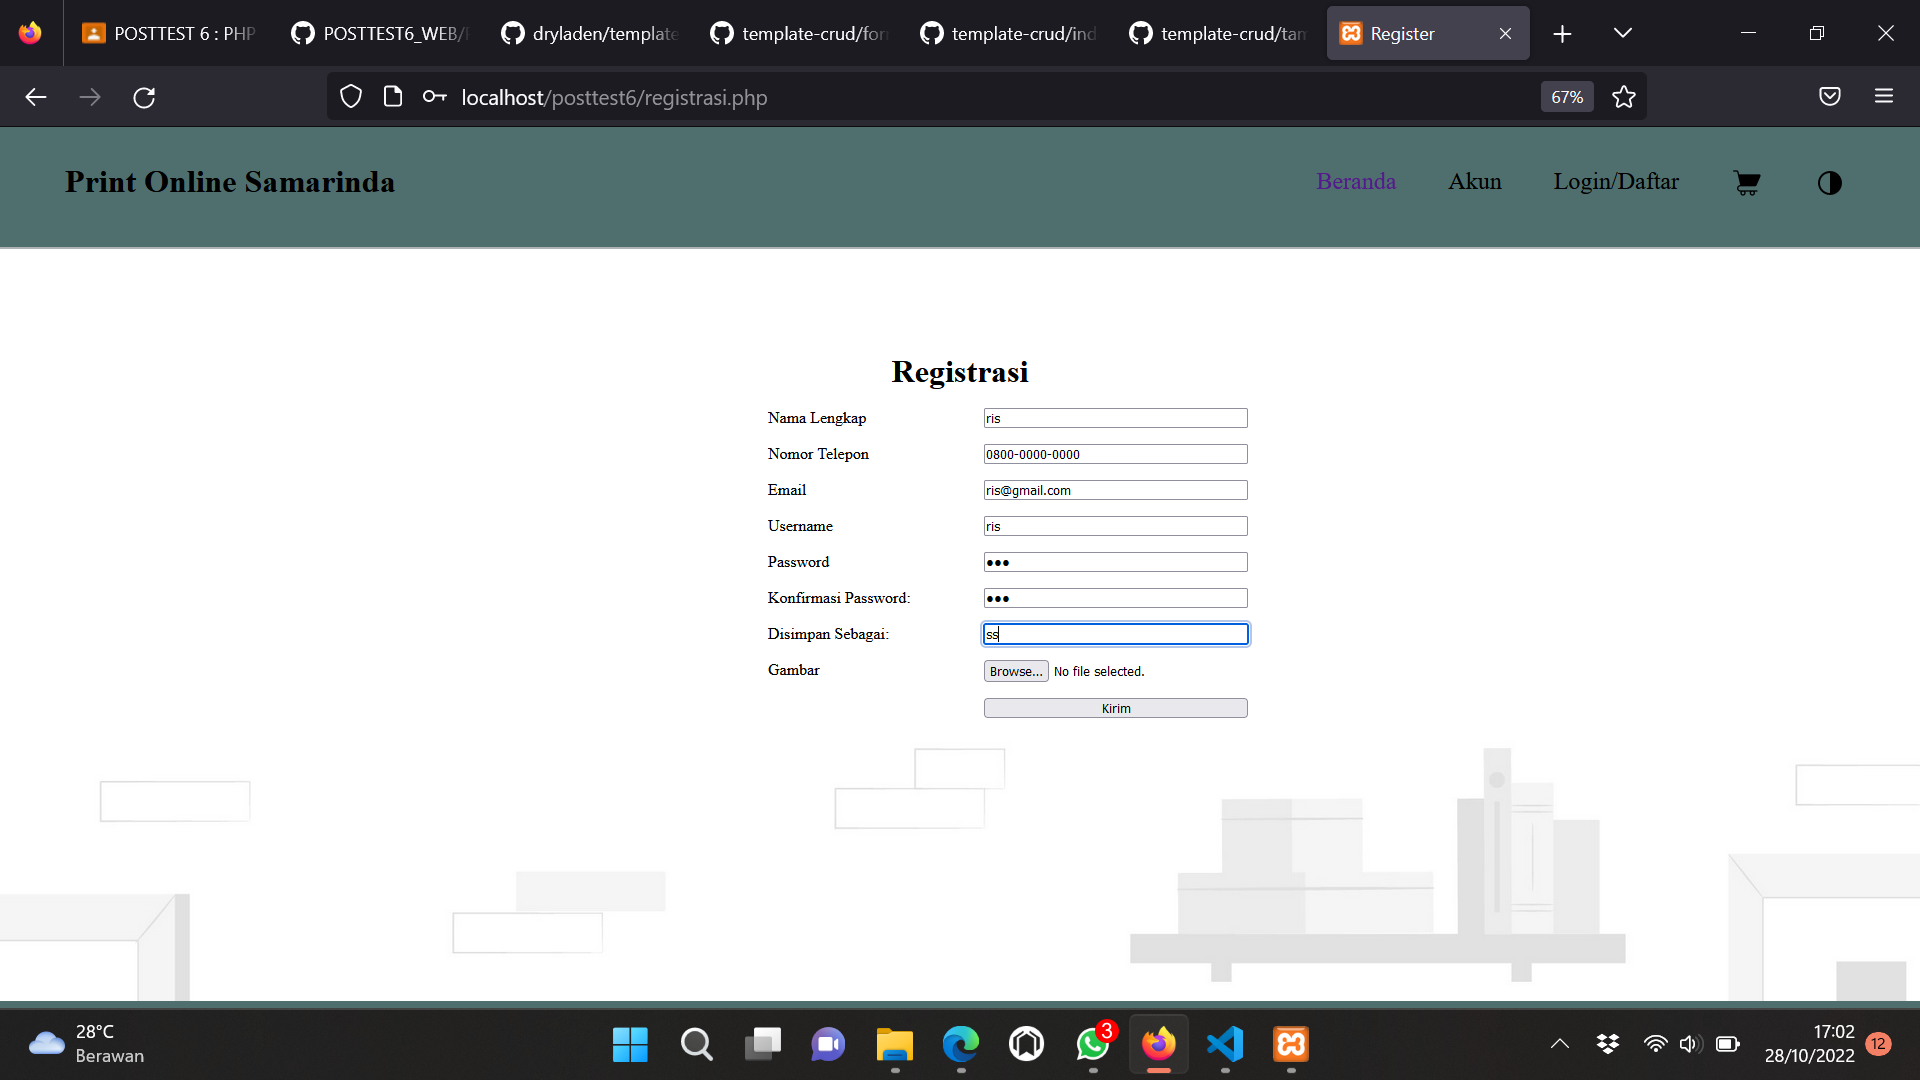 POSTTEST 6 : PHP
POSTTEST6_WEB/
dryladen/template
template-crud/for
template-crud/ind
template-crud/tam
Register
localhost/posttest6/registrasi.php
67%
Print Online Samarinda
Beranda
Akun
Login/Daftar
Registrasi
Nama Lengkap
ris
Nomor Telepon
0800-0000-0000
Email
ris@gmail.com
Username
ris
Password
●●●
Konfirmasi Password:
●●●
Disimpan Sebagai:
ss
Gambar
Browse... No file selected.
Kirim
28°C
Berawan
3
17:02
28/10/2022
12